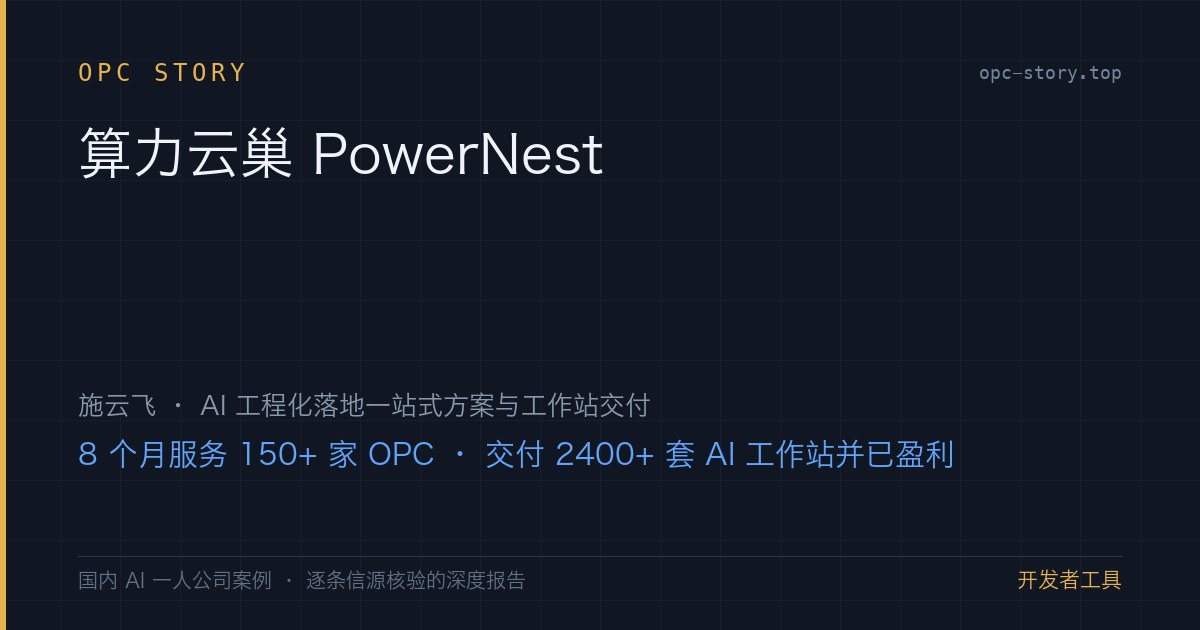 OPC STORY
opc-story.top
算力云巢 PowerNest
施云飞 · AI 工程化落地一站式方案与工作站交付
8 个月服务 150+ 家 OPC · 交付 2400+ 套 AI 工作站并已盈利
国内 AI 一人公司案例 · 逐条信源核验的深度报告
开发者工具